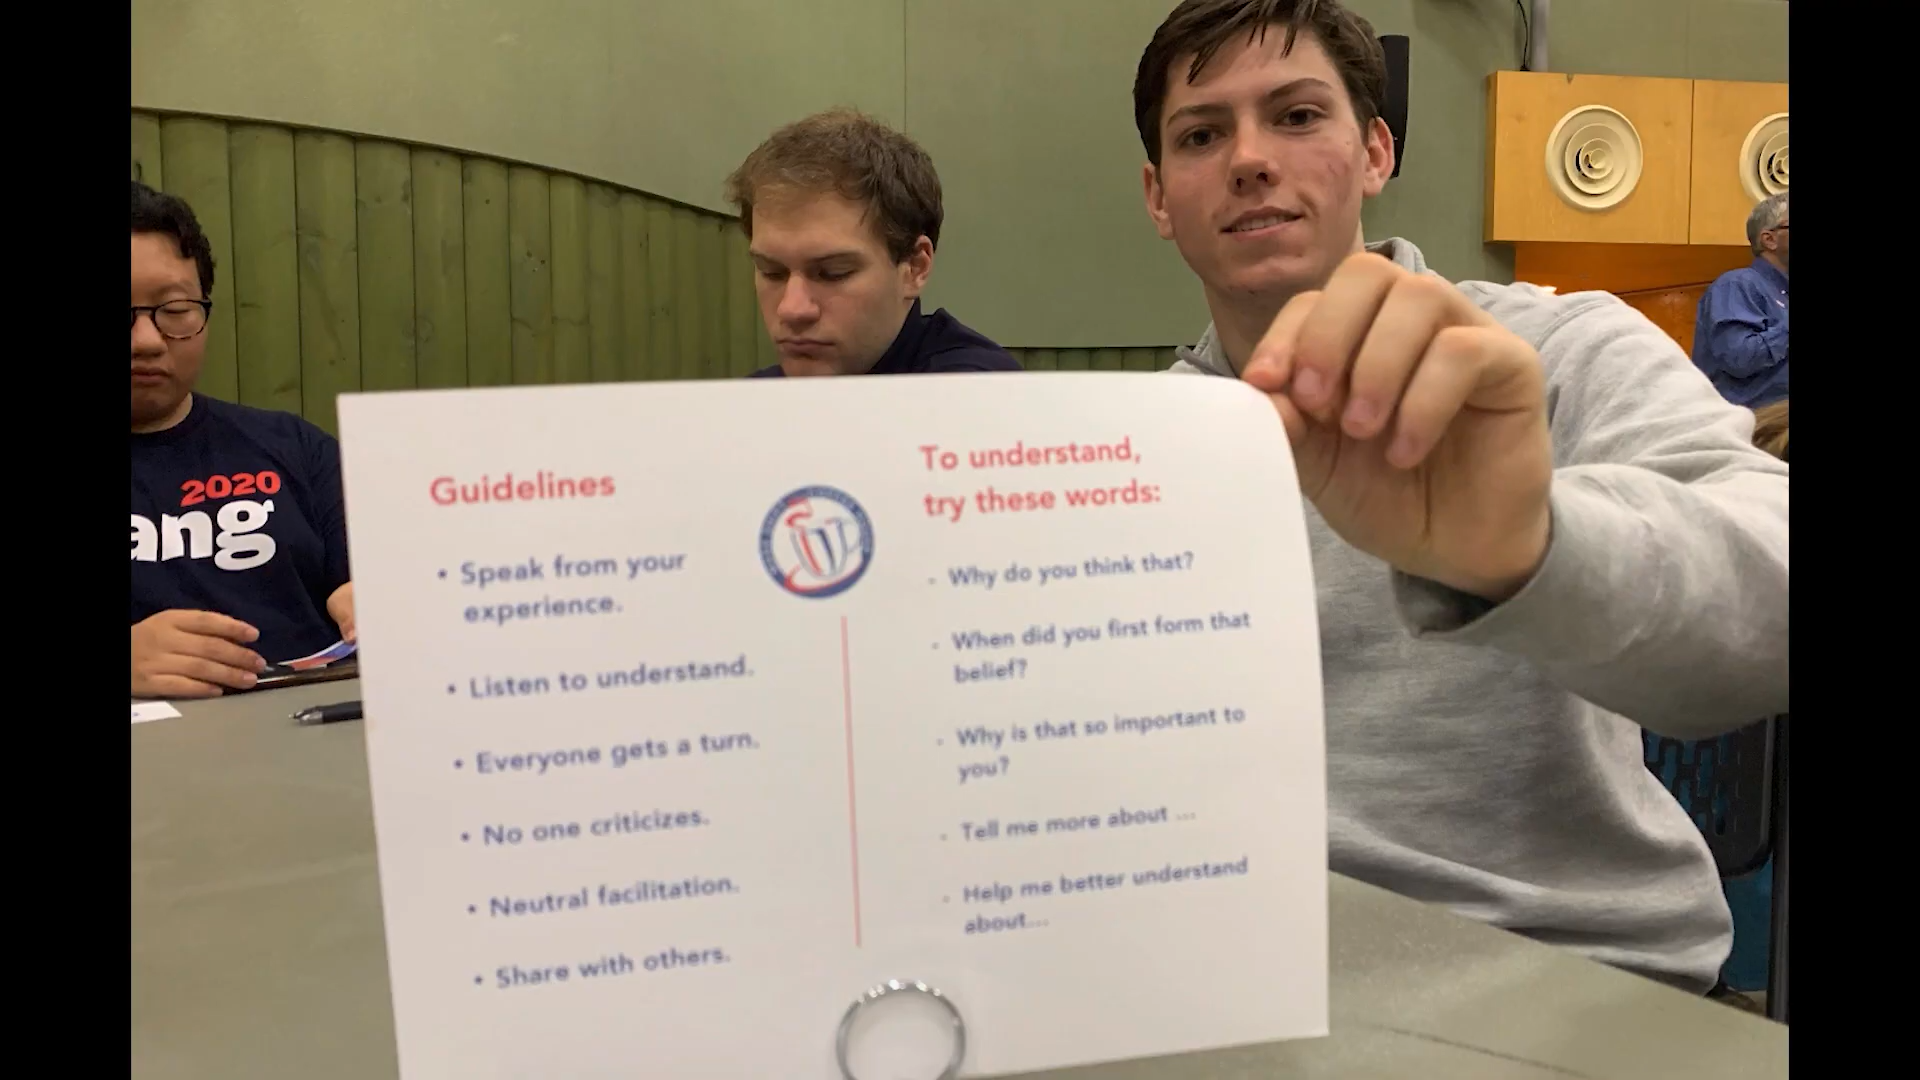 2020
ang
Guidelines
• Speak from your
experience.
• Listen to understand.
• Everyone gets a turn.
• No one criticizes.
• Neutral facilitation.
• Share with others.
To understand,
try these words:
- Why do you think that?
- When did you first form that
belief?
- Why is that so important to
you?
- Tell me more about ...
- Help me better understand
about...